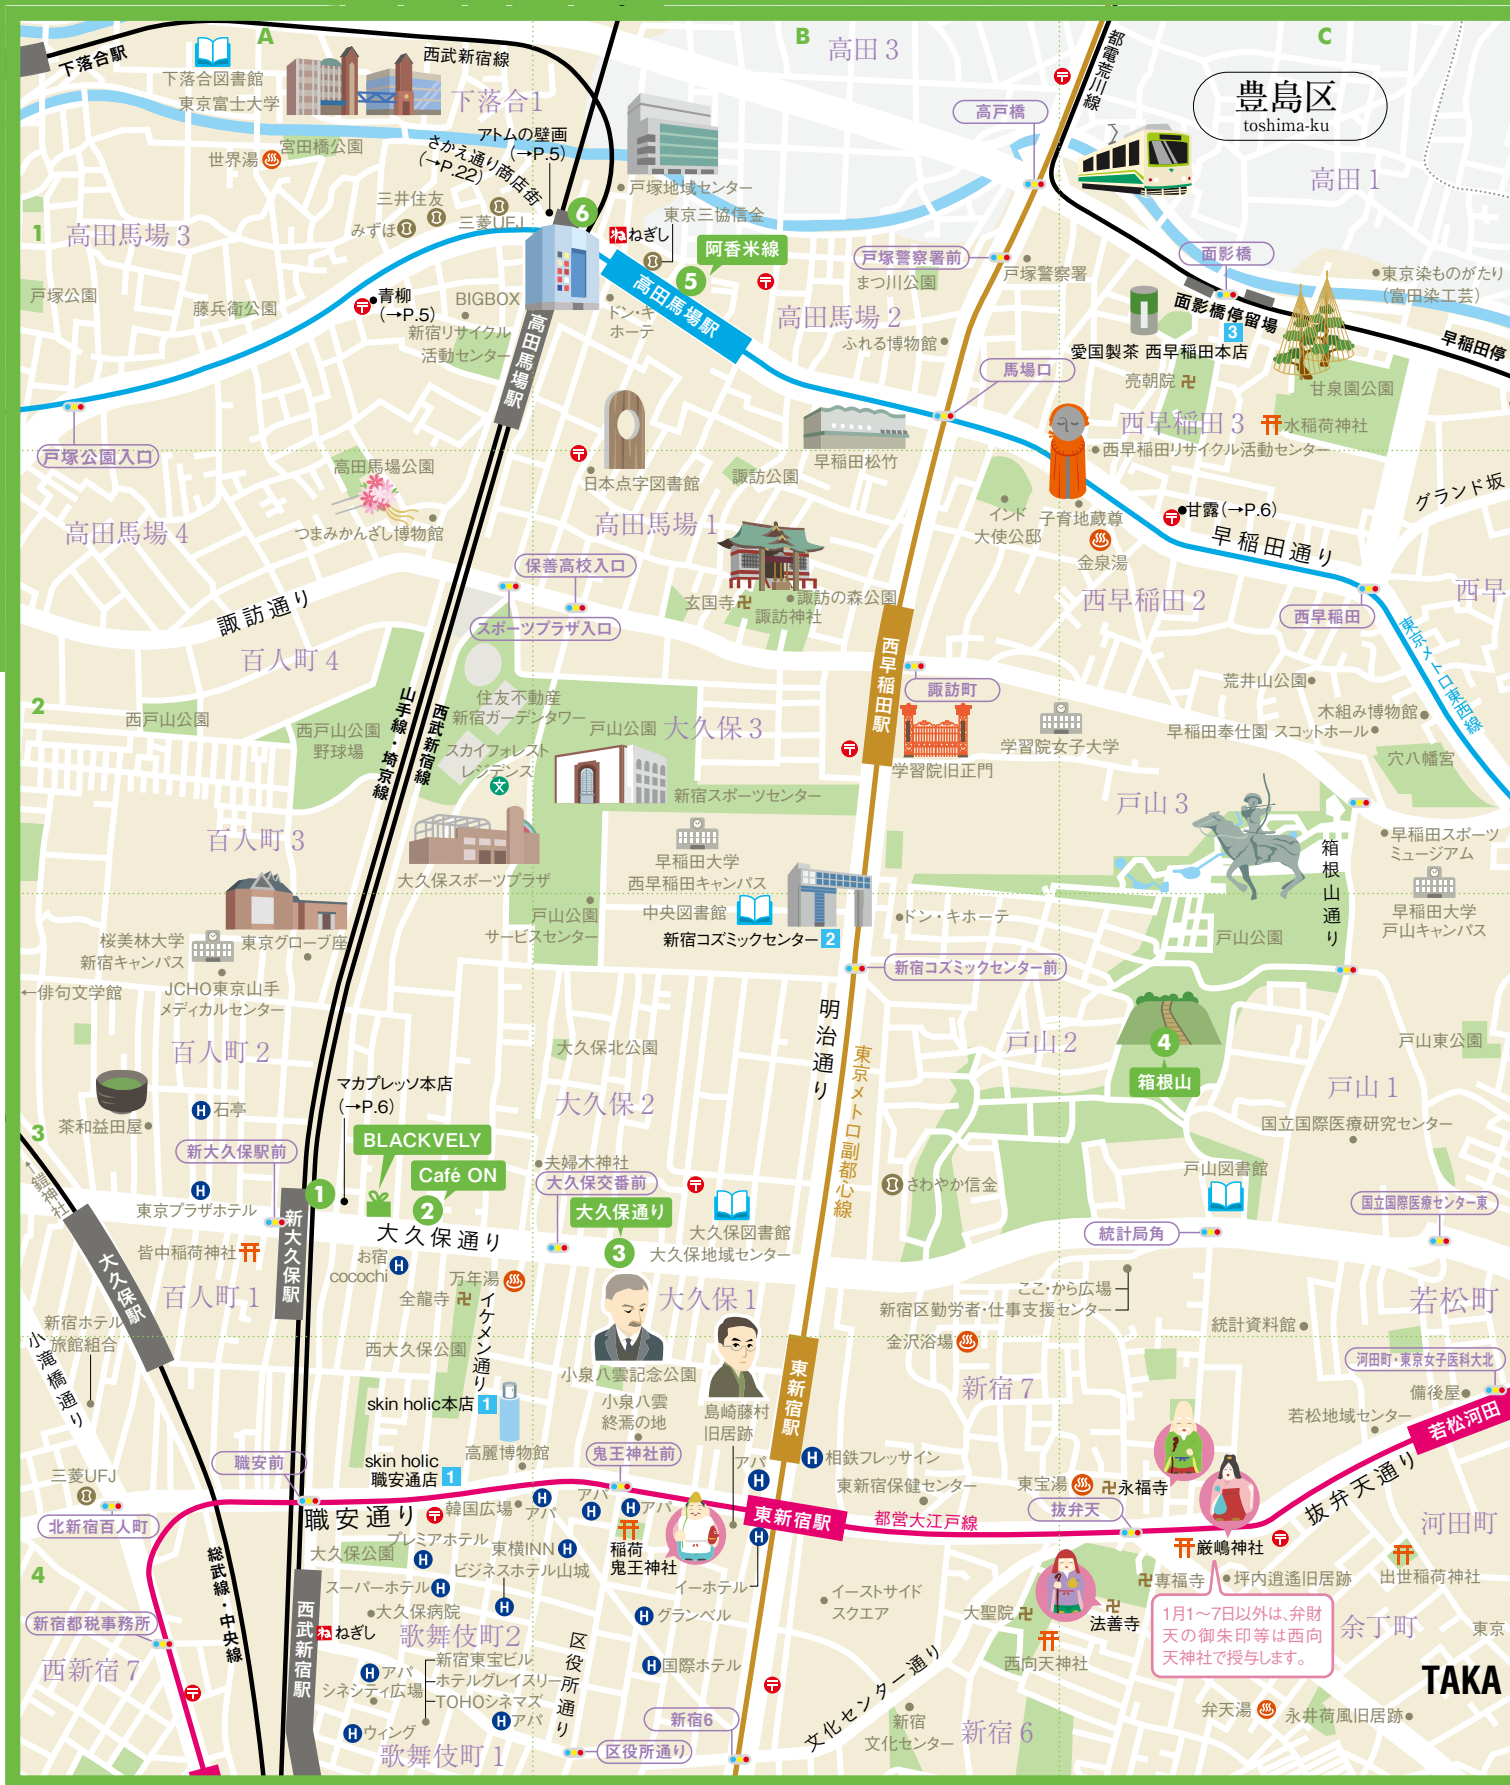 A
B
C
下落合駅
下落合図書館
東京富士大学
西武新宿線
下落合1
高田3
都電荒川線
豊島区
toshima-ku
高戸橋
世界湯
宮田橋公園
アトムの壁画
(→P.5)
さかえ通り商店街
(→P.22)
戸塚地域センター
高田1
三井住友
みずほ
三菱UFJ
6
東京三協信金
ねぎし
1
高田馬場3
阿香米線
5
戸塚警察署前
戸塚警察署
まつ川公園
面影橋
東京染ものがたり
(富田染工芸)
戸塚公園
藤兵衛公園
青柳
(→P.5)
BIGBOX
新宿リサイクル
活動センター
高田馬場駅
ドン・キ
ホーテ
高田馬場駅
高田馬場2
ふれる博物館
面影橋停留場
3
愛国製茶 西早稲田本店
早稲田停
馬場口
亮朝院
甘泉園公園
戸塚公園入口
早稲田松竹
西早稲田3
水稲荷神社
西早稲田リサイクル活動センター
高田馬場公園
日本点字図書館
諏訪公園
グランド坂
高田馬場4
つまみかんざし博物館
高田馬場1
インド
大使公邸
子育地蔵尊
金泉湯
甘露(→P.6)
早稲田通り
保善高校入口
スポーツプラザ入口
玄国寺
諏訪の森公園
諏訪神社
西早稲田2
西早稲田
西早
諏訪通り
百人町4
西早稲田駅
諏訪町
東京メトロ東西線
荒井山公園
2
西戸山公園
西戸山公園
野球場
山手線・埼京線
西武新宿線
住友不動産
新宿ガーデンタワー
スカイフォレスト
レジデンス
戸山公園
大久保3
学習院女子大学
学習院旧正門
木組み博物館
早稲田奉仕園 スコットホール
穴八幡宮
新宿スポーツセンター
戸山3
百人町3
大久保スポーツプラザ
早稲田大学
西早稲田キャンパス
箱根山通り
早稲田スポーツ
ミュージアム
中央図書館
新宿コズミックセンター 2
ドン・キホーテ
早稲田大学
戸山キャンパス
戸山公園
桜美林大学
新宿キャンパス
東京グローブ座
戸山公園
サービスセンター
新宿コズミックセンター前
←俳句文学館
JCHO東京山手
メディカルセンター
明治通り
東京メトロ副都心線
百人町2
大久保北公園
戸山2
4
箱根山
戸山東公園
戸山1
マカプレッソ本店
(→P.6)
大久保2
石亭
茶和益田屋
3
BLACKVELY
Café ON
国立国際医療研究センター
新大久保駅前
夫婦木神社
大久保交番前
戸山図書館
さわやか信金
←鎧神社
東京プラザホテル
1
2
大久保通り
3
大久保図書館
大久保地域センター
国立国際医療センター東
統計局角
新大久保駅
大久保通り
大久保駅
皆中稲荷神社
お宿
cocochi
万年湯
全龍寺
百人町1
大久保1
ここ・から広場
新宿区勤労者・仕事支援センター
若松町
新宿ホテル
旅館組合
イケメン通り
西大久保公園
統計資料館
金沢浴場
小滝橋通り
小泉八雲記念公園
東新宿駅
河田町・東京女子医科大北
新宿7
備後屋
skin holic本店 1
小泉八雲
終焉の地
島崎藤村
旧居跡
若松地域センター
若松河田
高麗博物館
鬼王神社前
skin holic
職安通店 1
職安前
アパ
相鉄フレッサイン
東新宿保健センター
東宝湯
永福寺
三菱UFJ
抜弁天
抜弁天通り
北新宿百人町
職安通り
韓国広場
アパ
アパ
アパ
東新宿駅
都営大江戸線
河田町
総武線・中央線
プレミアホテル
大久保公園
東横INN
ビジネスホテル山城
稲荷
鬼王神社
厳嶋神社
4
スーパーホテル
イーホテル
専福寺
坪内逍遙旧居跡
出世稲荷神社
大久保病院
グランベル
イーストサイド
スクエア
大聖院
法善寺
1月1〜7日以外は、弁財
天の御朱印等は西向
天神社で授与します。
余丁町
東京
新宿都税事務所
西武新宿駅
ねぎし
歌舞伎町2
区役所通り
西新宿7
新宿東宝ビル
ホテルグレイスリー
TOHOシネマズ
アパ
シネシティ広場
国際ホテル
西向天神社
文化センター通り
TAKA
アパ
ウィング
新宿6
新宿
文化センター
新宿6
弁天湯
永井荷風旧居跡
歌舞伎町1
区役所通り